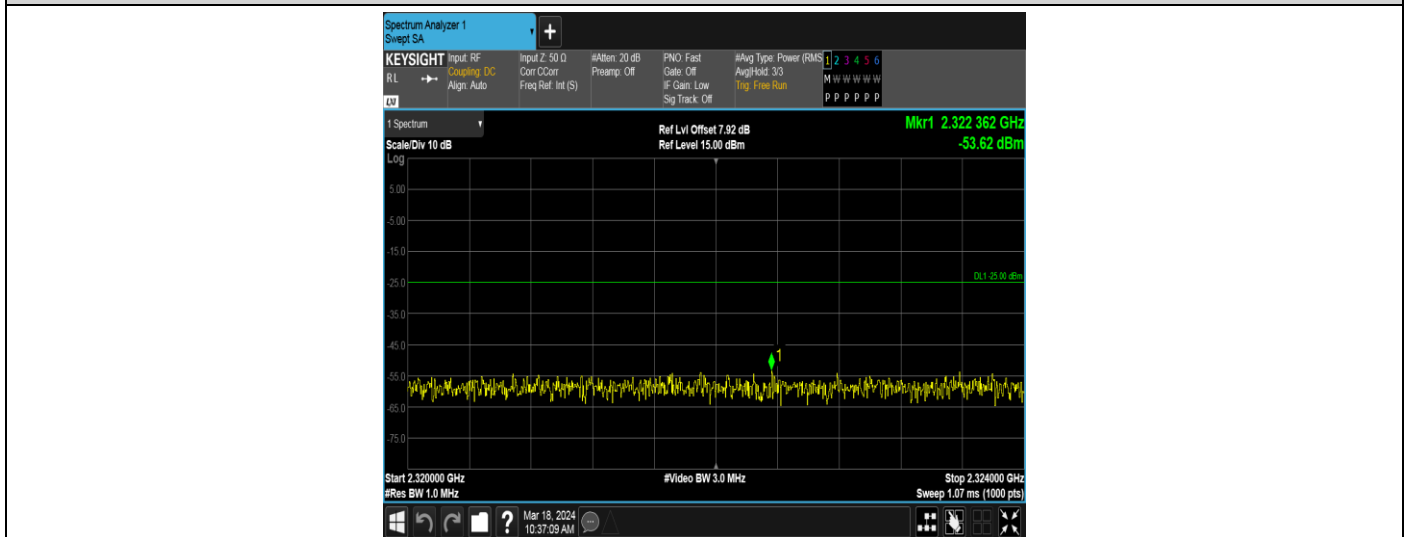 Spectrum Analyzer 1
Swept SA
+
KEYSIGHT
RL
LXI
Input: RF
Coupling: DC
Align: Auto
Input Z: 50 Ω
Corr CCorr
Freq Ref: Int (S)
#Atten: 20 dB
Preamp: Off
PNO: Fast
Gate: Off
IF Gain: Low
Sig Track: Off
#Avg Type: Power (RMS
Avg|Hold: 3/3
Trig: Free Run
1 2 3 4 5 6
M W W W W W
P P P P P P
1 Spectrum
Scale/Div 10 dB
Ref Lvl Offset 7.92 dB
Ref Level 15.00 dBm
Mkr1 2.322 362 GHz
-53.62 dBm
Log
5.00
-5.00
-15.0
-25.0
DL1 -25.00 dBm
-35.0
-45.0
1
-55.0
-65.0
-75.0
Start 2.320000 GHz
#Video BW 3.0 MHz
Stop 2.324000 GHz
#Res BW 1.0 MHz
Sweep 1.07 ms (1000 pts)
?
Mar 18, 2024
10:37:09 AM